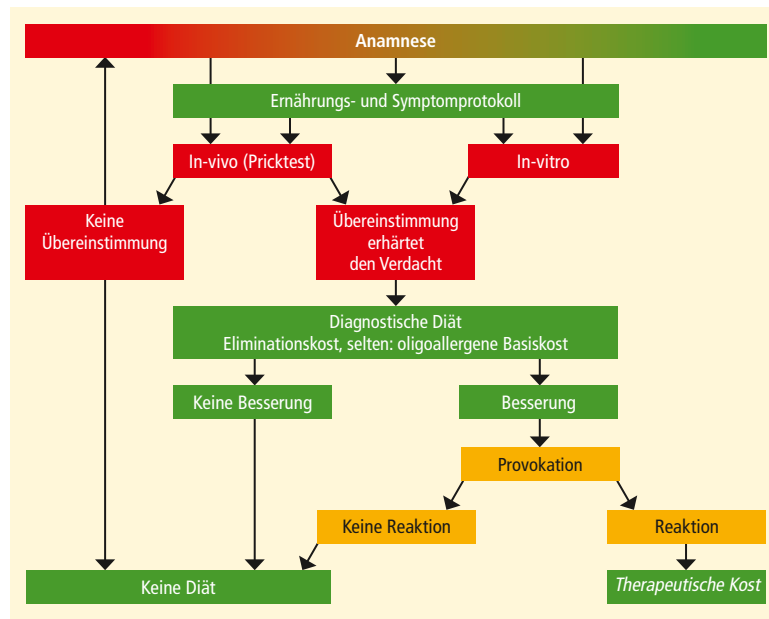 Anamnese
Ernährungs- und Symptomprotokoll
In-vivo (Pricktest)
In-vitro
Keine
Übereinstimmung
Übereinstimmung
erhärtet
den Verdacht
Diagnostische Diät
Eliminationskost, selten: oligoallergene Basiskost
Keine Besserung
Besserung
Provokation
Keine Reaktion
Reaktion
Keine Diät
Therapeutische Kost